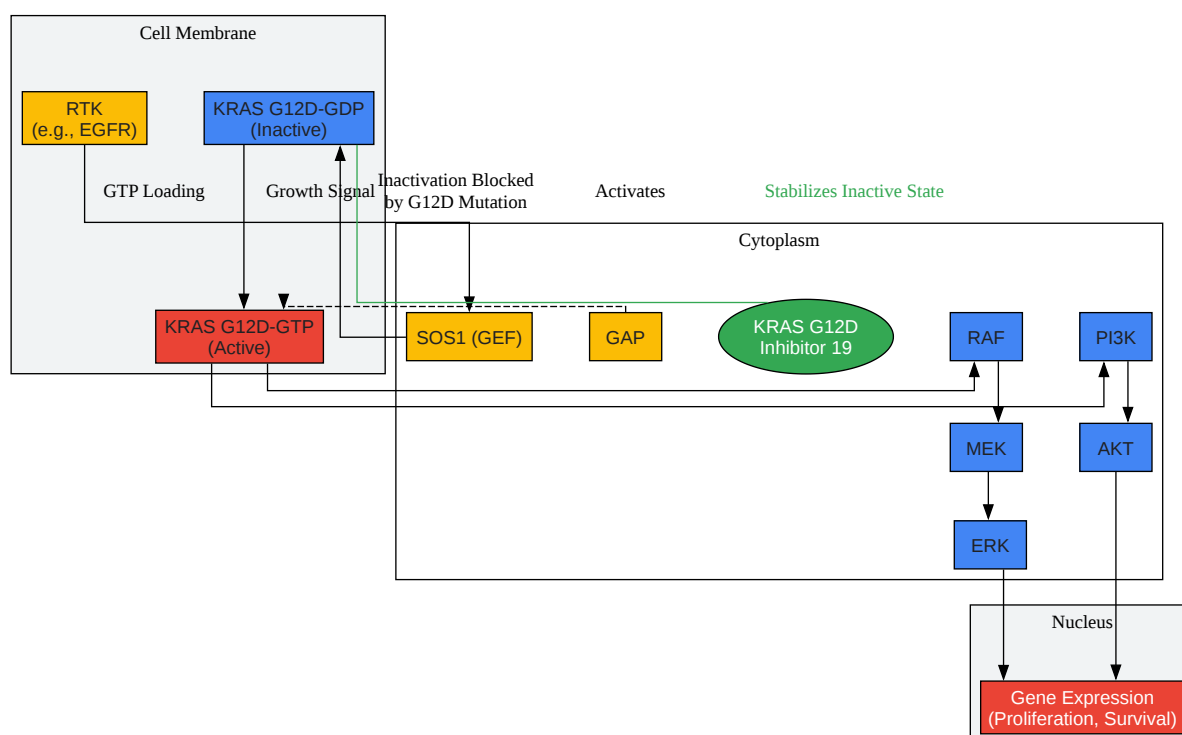 Cell Membrane
RTK
(e.g., EGFR)
KRAS G12D-GDP
(Inactive)
GTP Loading
Growth Signal
Inactivation Blocked
by G12D Mutation
Activates
Stabilizes Inactive State
Cytoplasm
KRAS G12D-GTP
(Active)
SOS1 (GEF)
GAP
KRAS G12D
Inhibitor 19
RAF
PI3K
MEK
AKT
ERK
Nucleus
Gene Expression
(Proliferation, Survival)